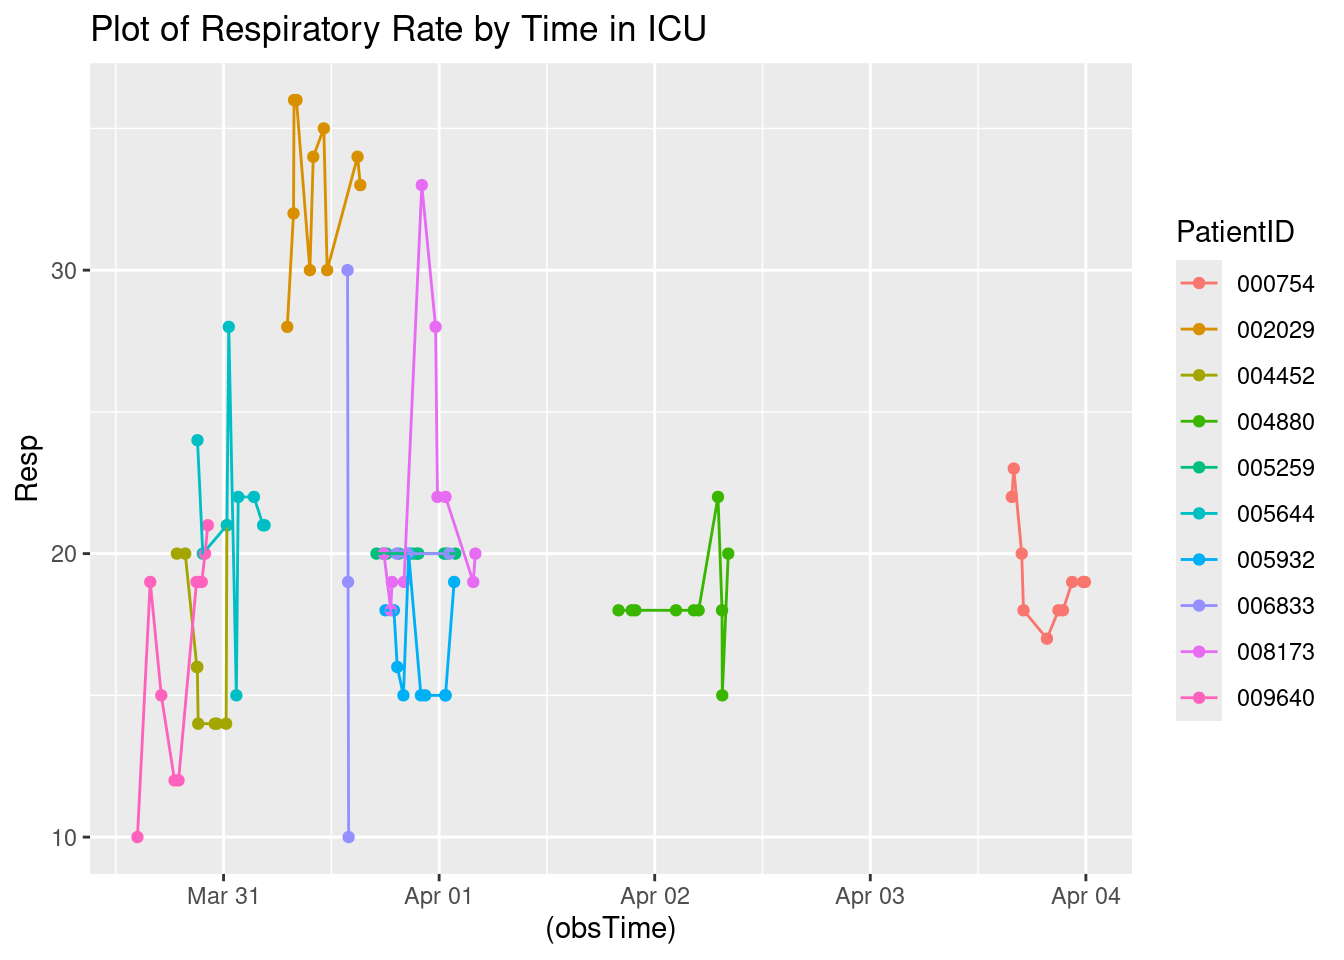 Plot of Respiratory Rate by Time in ICU
Resp
30
20
10
Mar 31 Apr 01 Apr 02 Apr 03 Apr 04
(obsTime)
PatientID
000754
002029
004452
004880
005259
005644
005932
006833
008173
009640